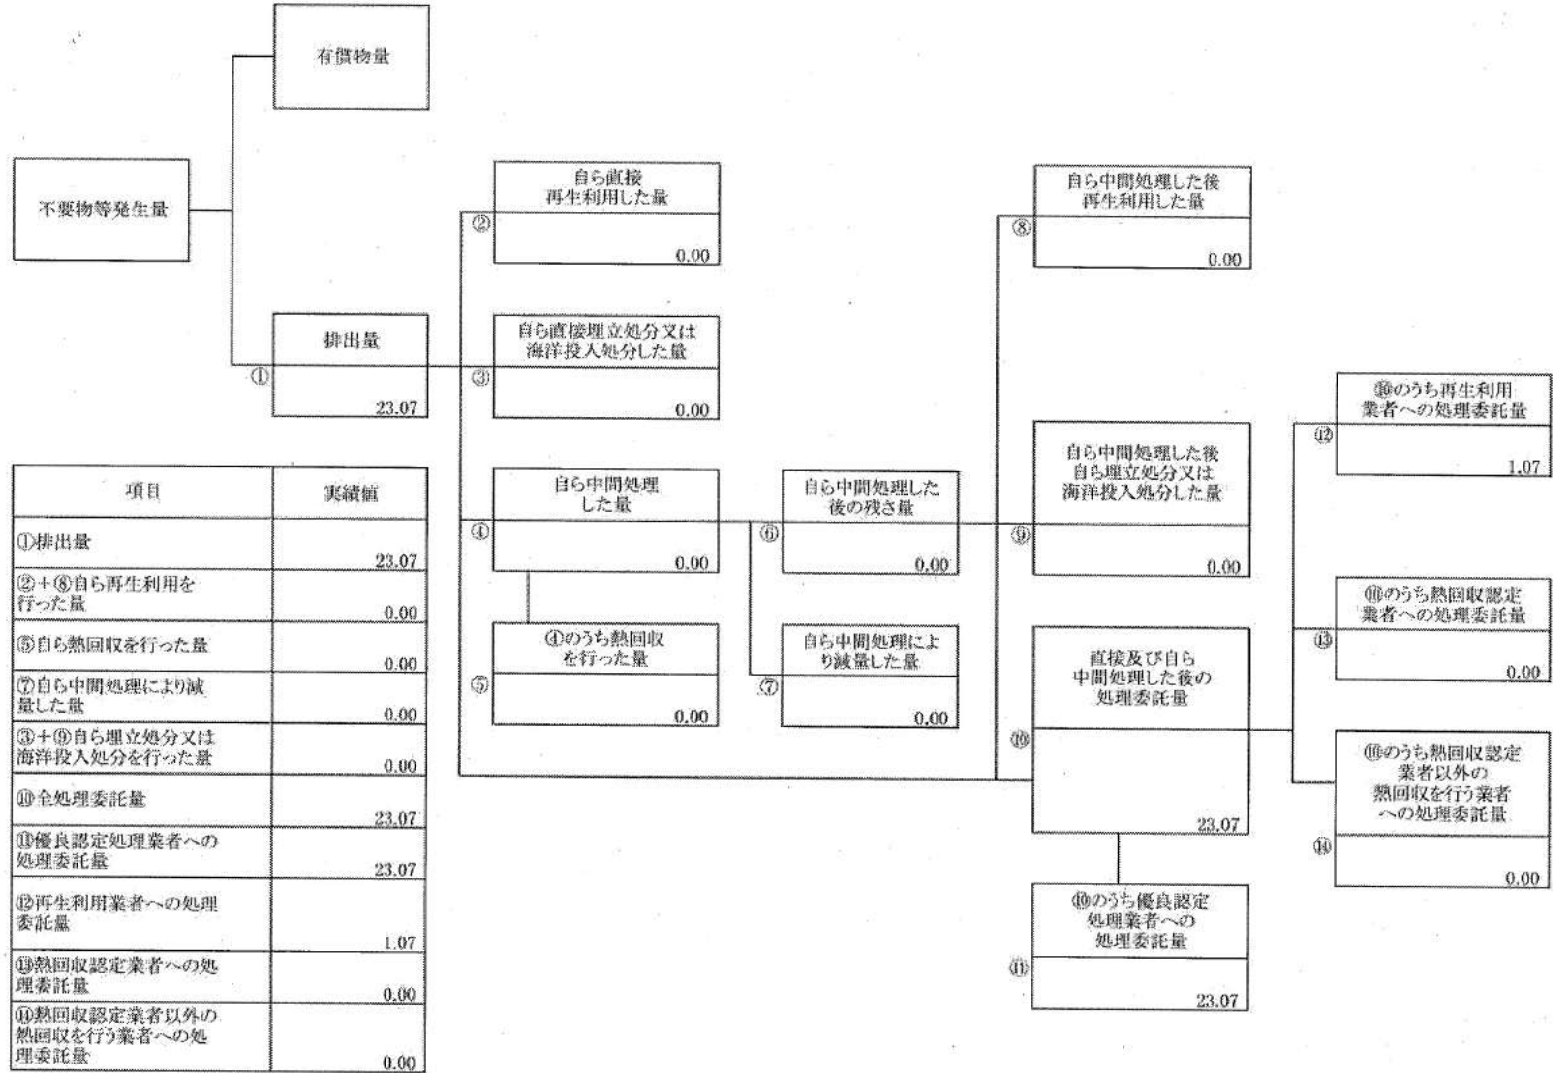 有償物量
不要物等発生量
①
排出量
23.07
②
自ら直接
再生利用した量
0.00
③
自ら直接埋立処分又は
海洋投入処分した量
0.00
④
自ら中間処理
した量
0.00
⑤
④のうち熱回収
を行った量
0.00
⑥
自ら中間処理した
後の残さ量
0.00
⑦
自ら中間処理によ
り減量した量
0.00
⑧
自ら中間処理した後
再生利用した量
0.00
⑨
自ら中間処理した後
自ら埋立処分又は
海洋投入処分した量
0.00
⑩
直接及び自ら
中間処理した後の
処理委託量
23.07
⑪
⑩のうち優良認定
処理業者への
処理委託量
23.07
⑫
⑩のうち再生利用
業者への処理委託量
1.07
⑬
⑩のうち熱回収認定
業者への処理委託量
0.00
⑭
⑩のうち熱回収認定
業者以外の
熱回収を行う業者
への処理委託量
0.00
項目
実績値
①排出量
23.07
②+⑧自ら再生利用を
行った量
0.00
⑤自ら熱回収を行った量
0.00
⑦自ら中間処理により減
量した量
0.00
③+⑨自ら埋立処分又は
海洋投入処分を行った量
0.00
⑩全処理委託量
23.07
⑪優良認定処理業者への
処理委託量
23.07
⑫再生利用業者への処理
委託量
1.07
⑬熱回収認定業者への処
理委託量
0.00
⑭熱回収認定業者以外の
熱回収を行う業者への処
理委託量
0.00